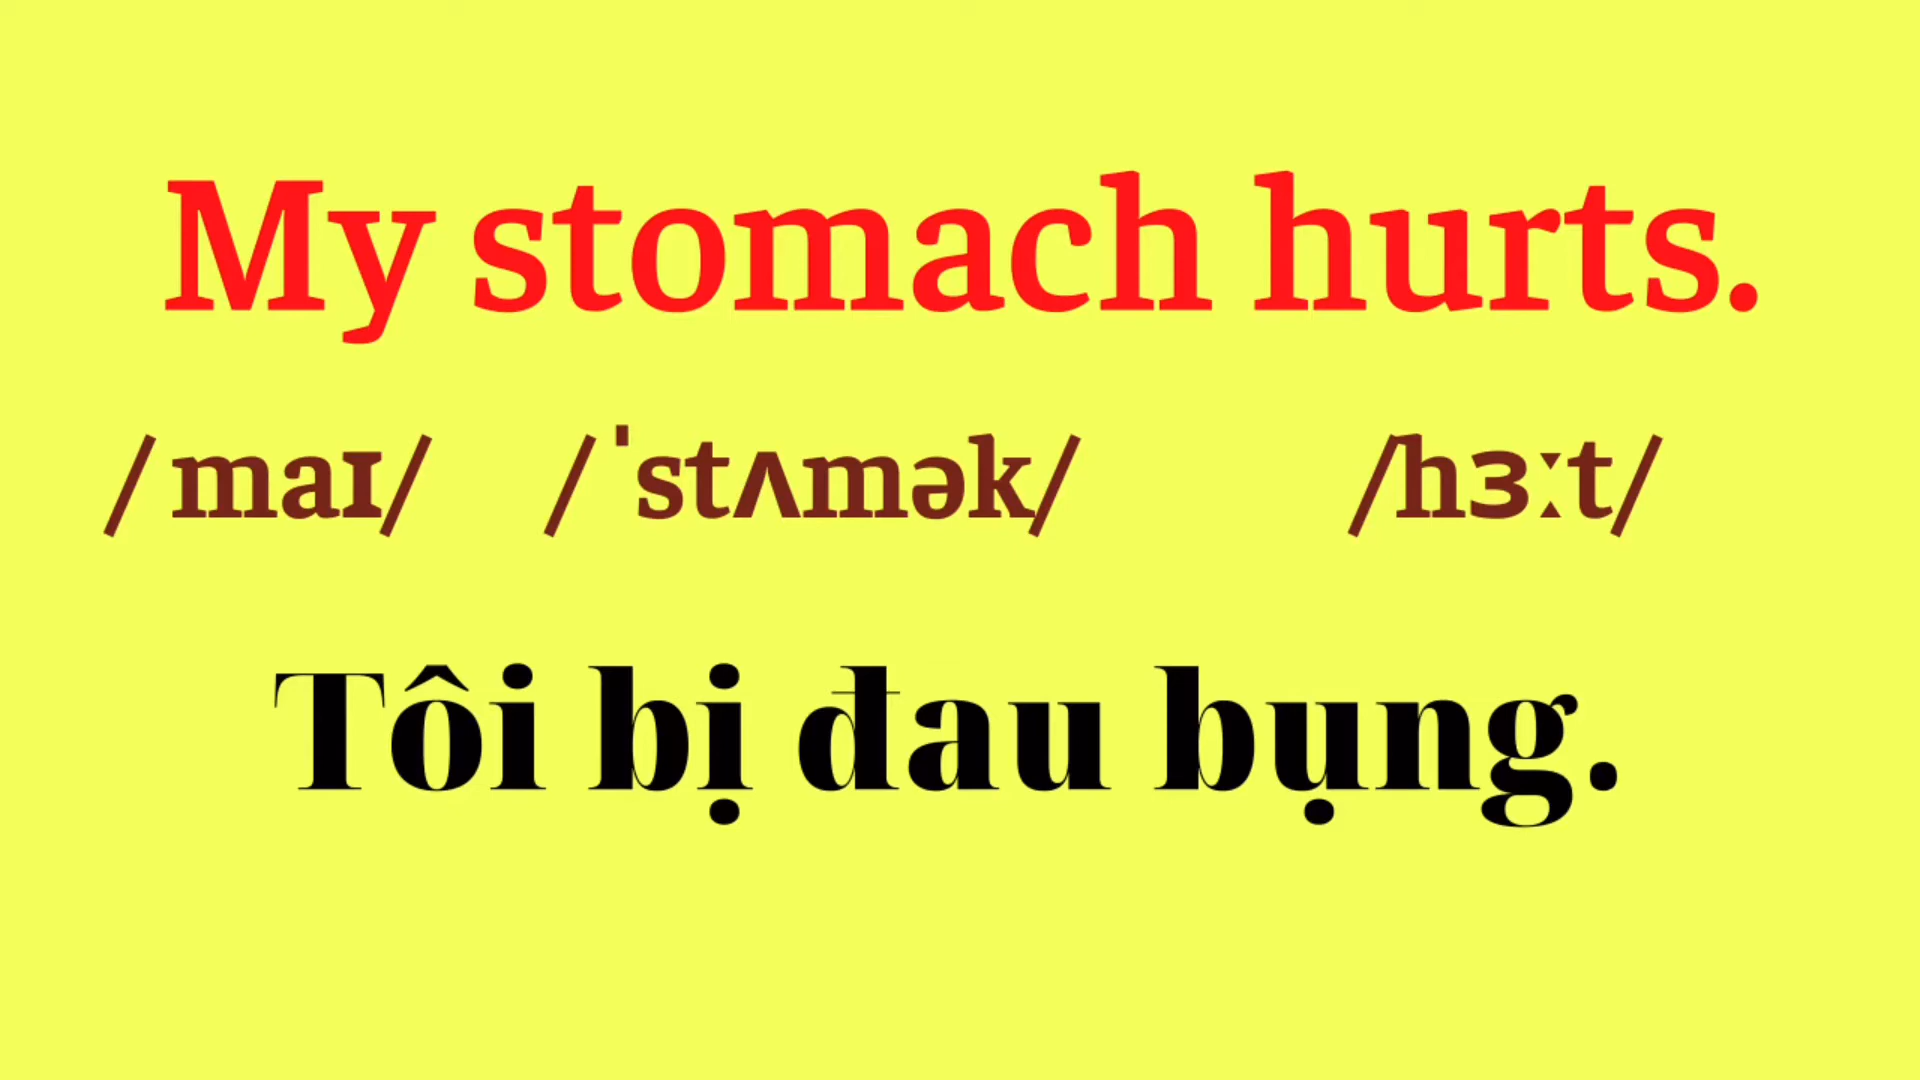 My stomach hurts.
/maɪ/ /ˈstʌmək/ /hɜːt/
Tôi bị đau bụng.